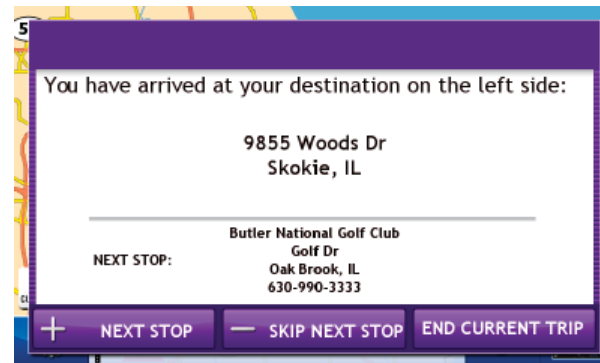 5
You have arrived at your destination on the left side:
9855 Woods Dr
Skokie, IL
NEXT STOP:
Butler National Golf Club
Golf Dr
Oak Brook, IL
630-990-3333
+ NEXT STOP
− SKIP NEXT STOP
END CURRENT TRIP